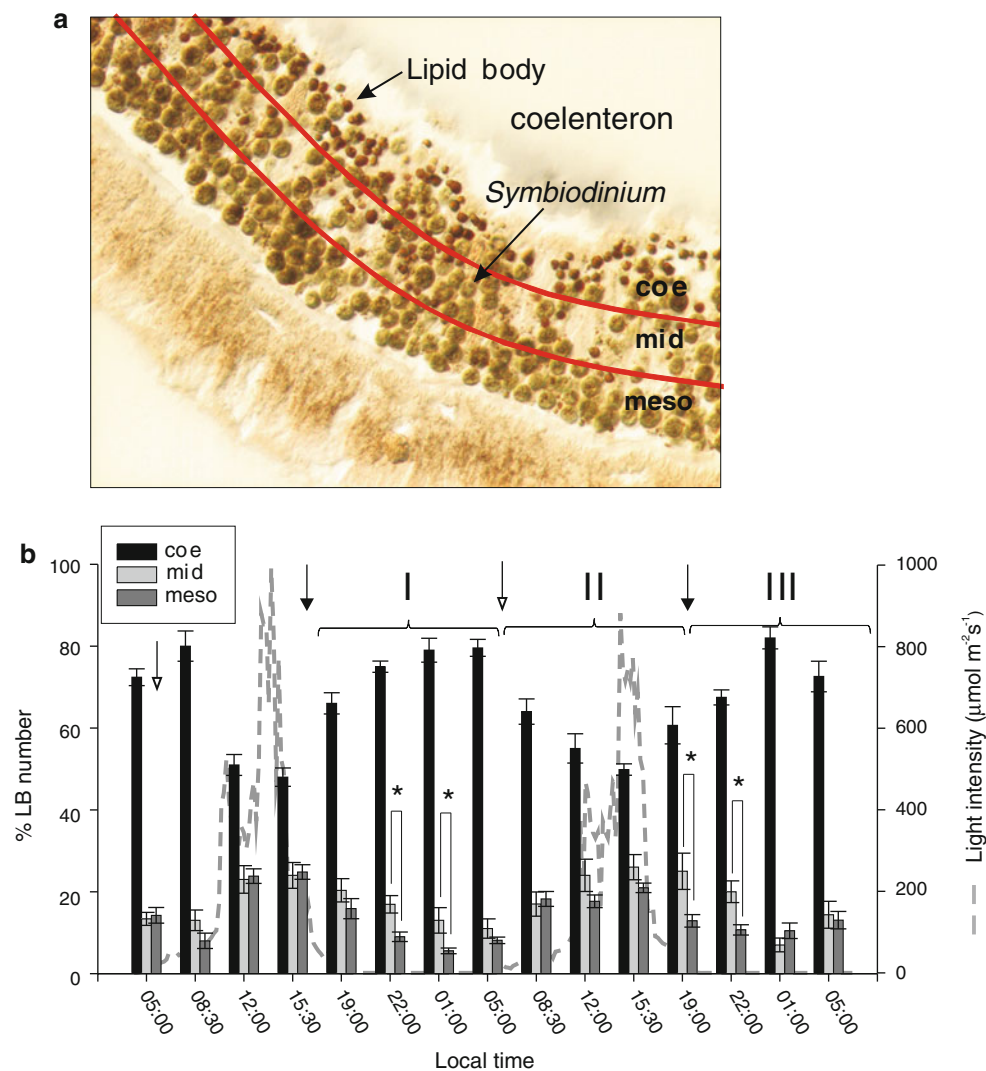 a
Lipid body
coelenteron
Symbiodinium
coe
mid
meso
b
coe
mid
meso
% LB number
100
80
60
40
20
0
I
II
III
*
*
*
*
1000
800
600
400
200
0
Light intensity (µmol m⁻²s⁻¹)
05:00
08:30
12:00
15:30
19:00
22:00
01:00
05:00
08:30
12:00
15:30
19:00
22:00
01:00
05:00
Local time